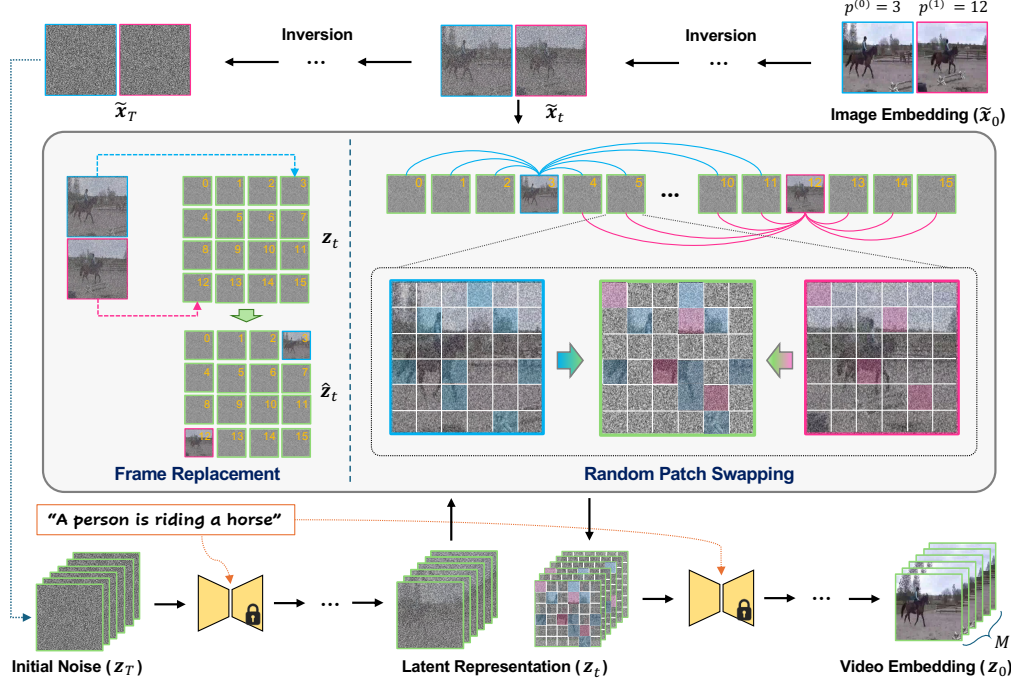 p^(0) = 3 p^(1) = 12
Inversion
Inversion
...
...
x̃_T
x̃_t
Image Embedding (x̃_0)
0 1 2 3
4 5 6 7
8 9 10 11
12 13 14 15
z_t
0 1 2 3
4 5 6 7
8 9 10 11
12 13 14 15
ẑ_t
0 1 2 3 4 5 ... 10 11 12 13 14 15
Frame Replacement
Random Patch Swapping
"A person is riding a horse"
...
...
M
Initial Noise (z_T)
Latent Representation (z_t)
Video Embedding (z_0)